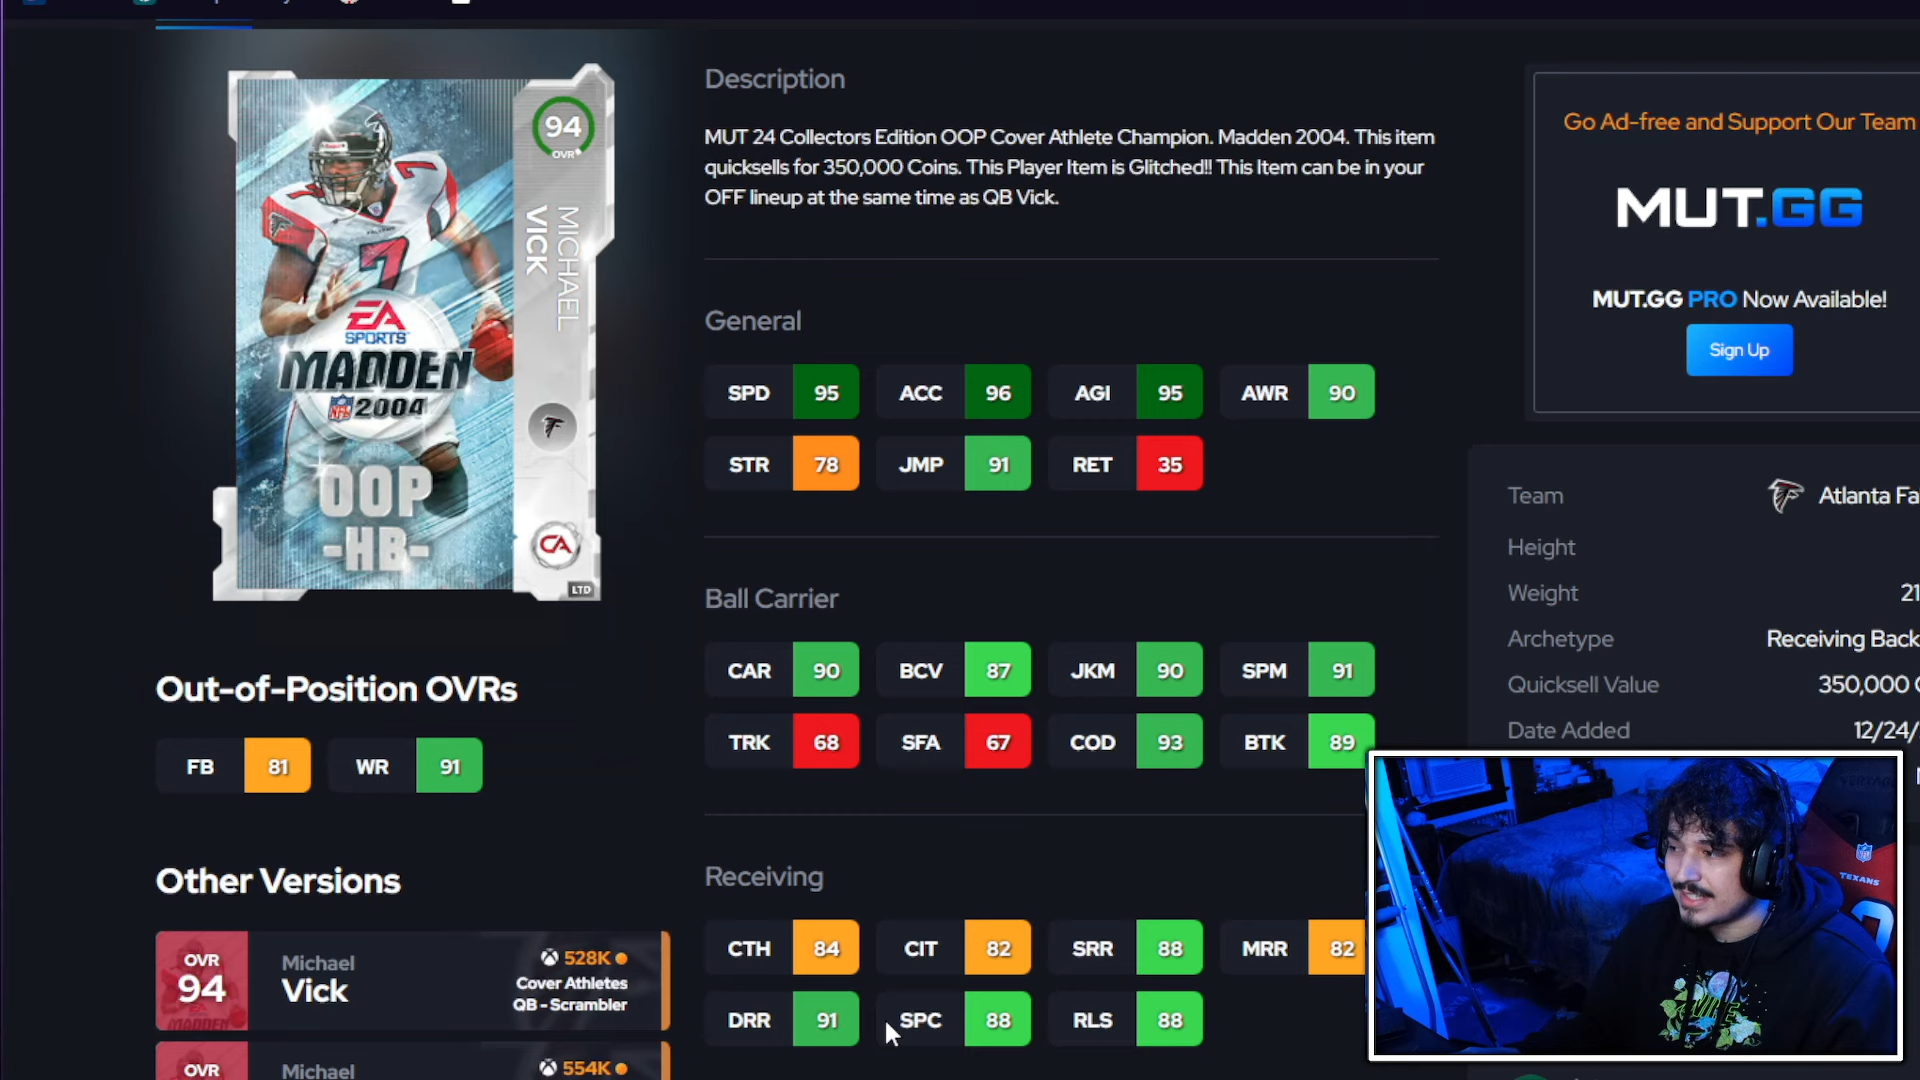 94
OVR
MICHAEL
VICK
7
7
EA
SPORTS
MADDEN
NFL 2004
OOP
-HB-
CA
LTD
Out-of-Position OVRs
FB 81 WR 91
Other Versions
OVR
94
Michael
Vick
528K
Cover Athletes
QB - Scrambler
OVR
Michael
554K
Description
MUT 24 Collectors Edition OOP Cover Athlete Champion. Madden 2004. This item
quicksells for 350,000 Coins. This Player Item is Glitched!! This Item can be in your
OFF lineup at the same time as QB Vick.
General
SPD 95 ACC 96 AGI 95 AWR 90
STR 78 JMP 91 RET 35
Ball Carrier
CAR 90 BCV 87 JKM 90 SPM 91
TRK 68 SFA 67 COD 93 BTK 89
Receiving
CTH 84 CIT 82 SRR 88 MRR 82
DRR 91 SPC 88 RLS 88
Go Ad-free and Support Our Team
MUT.GG
MUT.GG PRO Now Available!
Sign Up
Team Atlanta Fa
Height
Weight 21
Archetype Receiving Back
Quicksell Value 350,000
Date Added 12/24/
NFL
TEXANS